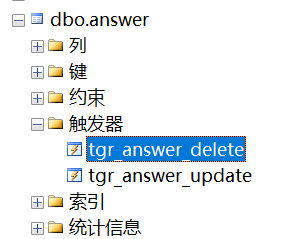 dbo.answer
列
键
约束
触发器
tgr_answer_delete
tgr_answer_update
索引
统计信息